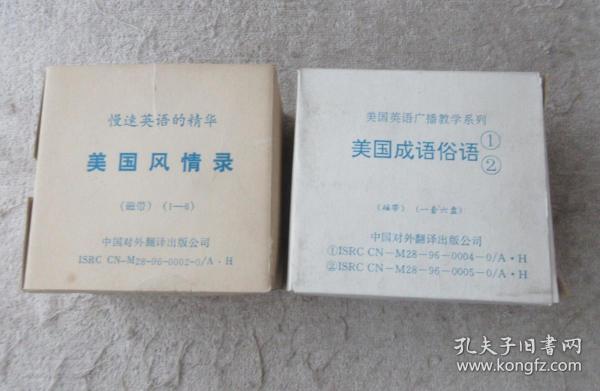 慢速英语的精华
美国风情录
(磁带) (1—6)
中国对外翻译出版公司
ISRC CN-M28-96-0002-0/A·H
美国英语广播教学系列
美国成语俗语①②
(磁带) (一套六盘)
中国对外翻译出版公司
①ISRC CN-M28-96-0004-0/A·H
②ISRC CN-M28-96-0005-0/A·H
孔夫子旧书网
www.kongfz.com